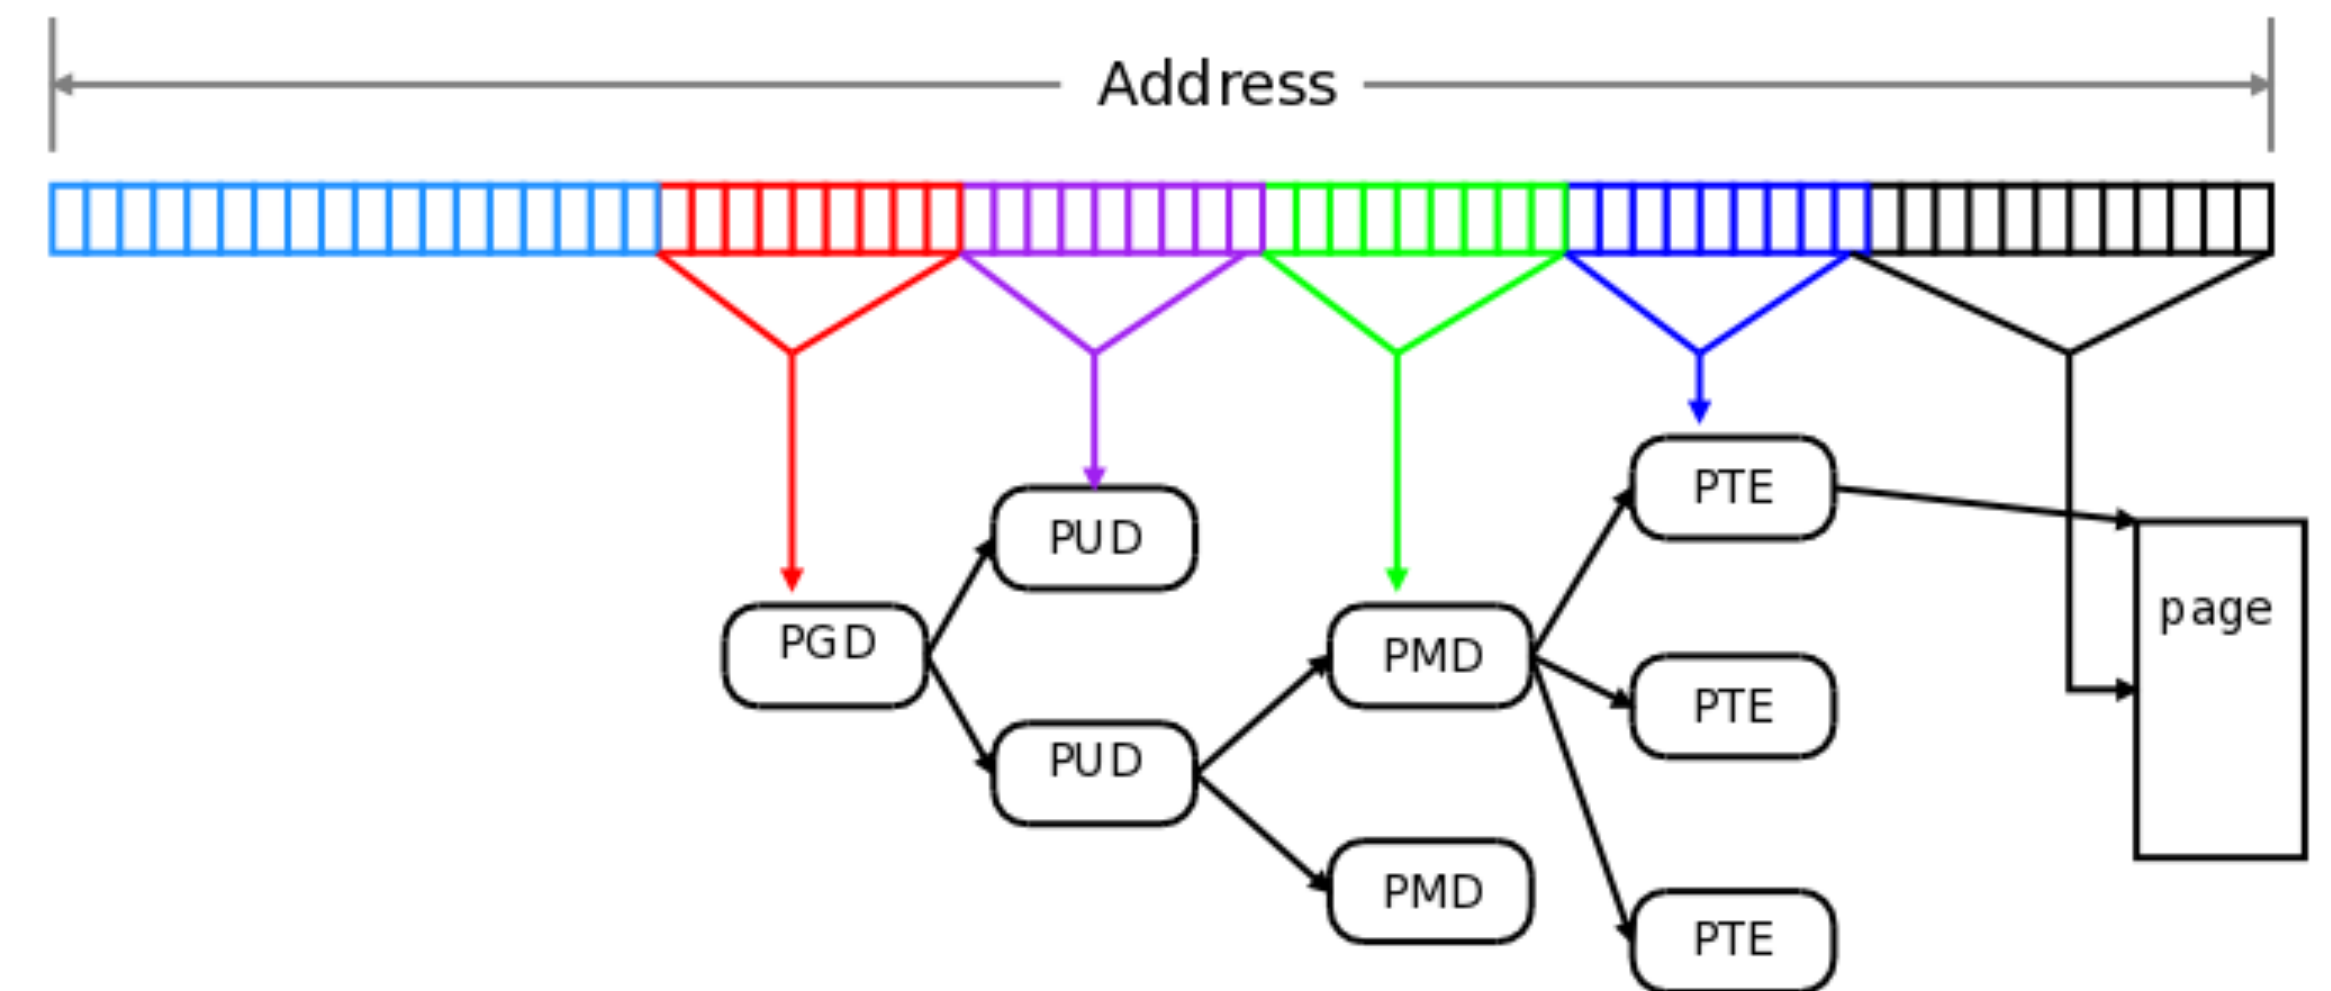 Address
PTE
PUD
page
PGD
PMD
PTE
PUD
PMD
PTE